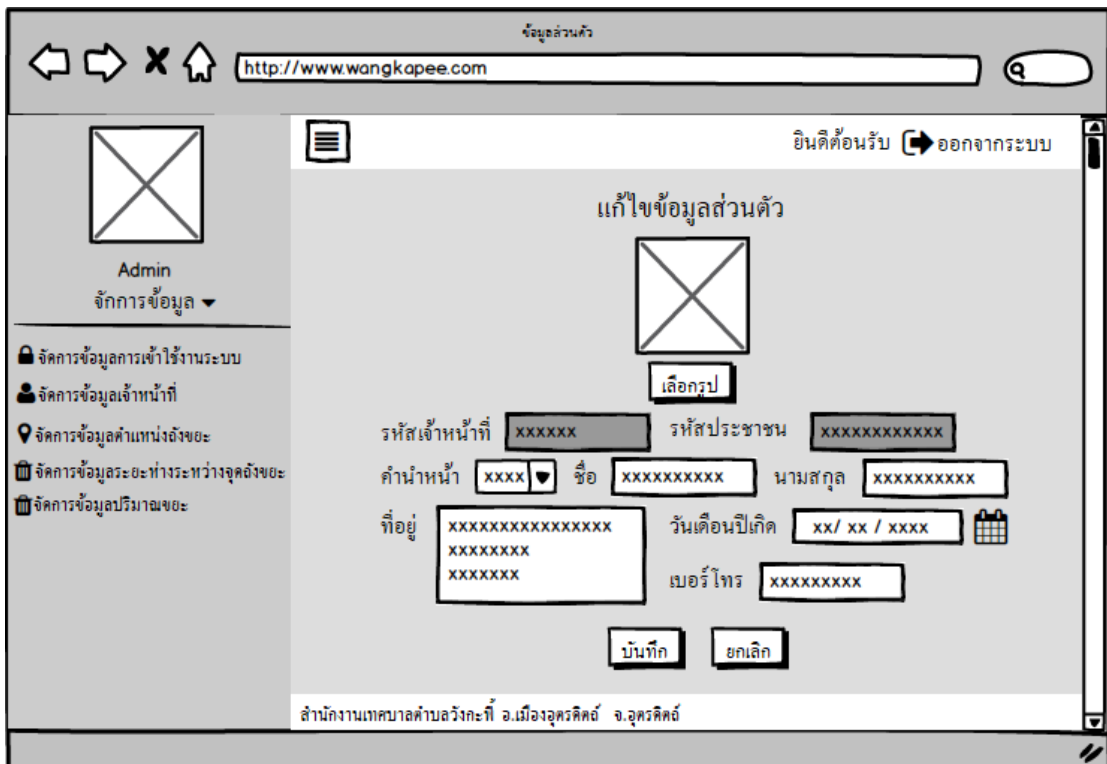 ข้อมูลส่วนตัว
http://www.wangkapee.com
ยินดีต้อนรับ ออกจากระบบ
Admin
จักการข้อมูล
จัดการข้อมูลการเข้าใช้งานระบบ
จัดการข้อมูลเจ้าหน้าที่
จัดการข้อมูลตำแหน่งถังขยะ
จัดการข้อมูลระยะห่างระหว่างจุดถังขยะ
จัดการข้อมูลปริมาณขยะ
แก้ไขข้อมูลส่วนตัว
เลือกรูป
รหัสเจ้าหน้าที่ xxxxxx รหัสประชาชน xxxxxxxxxxxx
คำนำหน้า xxxx ชื่อ xxxxxxxxxx นามสกุล xxxxxxxxxx
ที่อยู่ xxxxxxxxxxxxxxxx วันเดือนปีเกิด xx/ xx / xxxx
xxxxxxxx
xxxxxxx เบอร์โทร xxxxxxxxx
บันทึก ยกเลิก
สำนักงานเทศบาลตำบลวังกะพี้ อ.เมืองอุตรดิตถ์ จ.อุตรดิตถ์